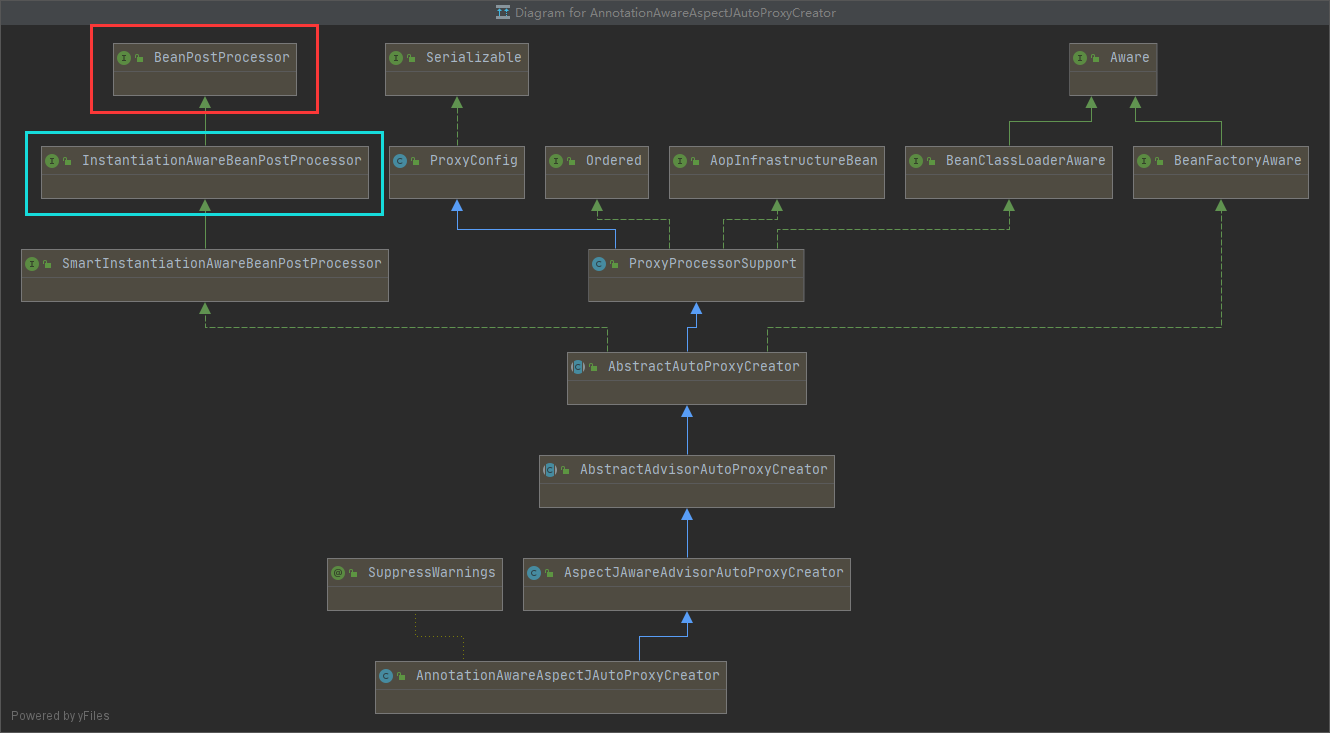 Diagram for AnnotationAwareAspectJAutoProxyCreator
BeanPostProcessor
Serializable
Aware
InstantiationAwareBeanPostProcessor
ProxyConfig
Ordered
AopInfrastructureBean
BeanClassLoaderAware
BeanFactoryAware
SmartInstantiationAwareBeanPostProcessor
ProxyProcessorSupport
AbstractAutoProxyCreator
AbstractAdvisorAutoProxyCreator
SuppressWarnings
AspectJAwareAdvisorAutoProxyCreator
AnnotationAwareAspectJAutoProxyCreator
Powered by yFiles